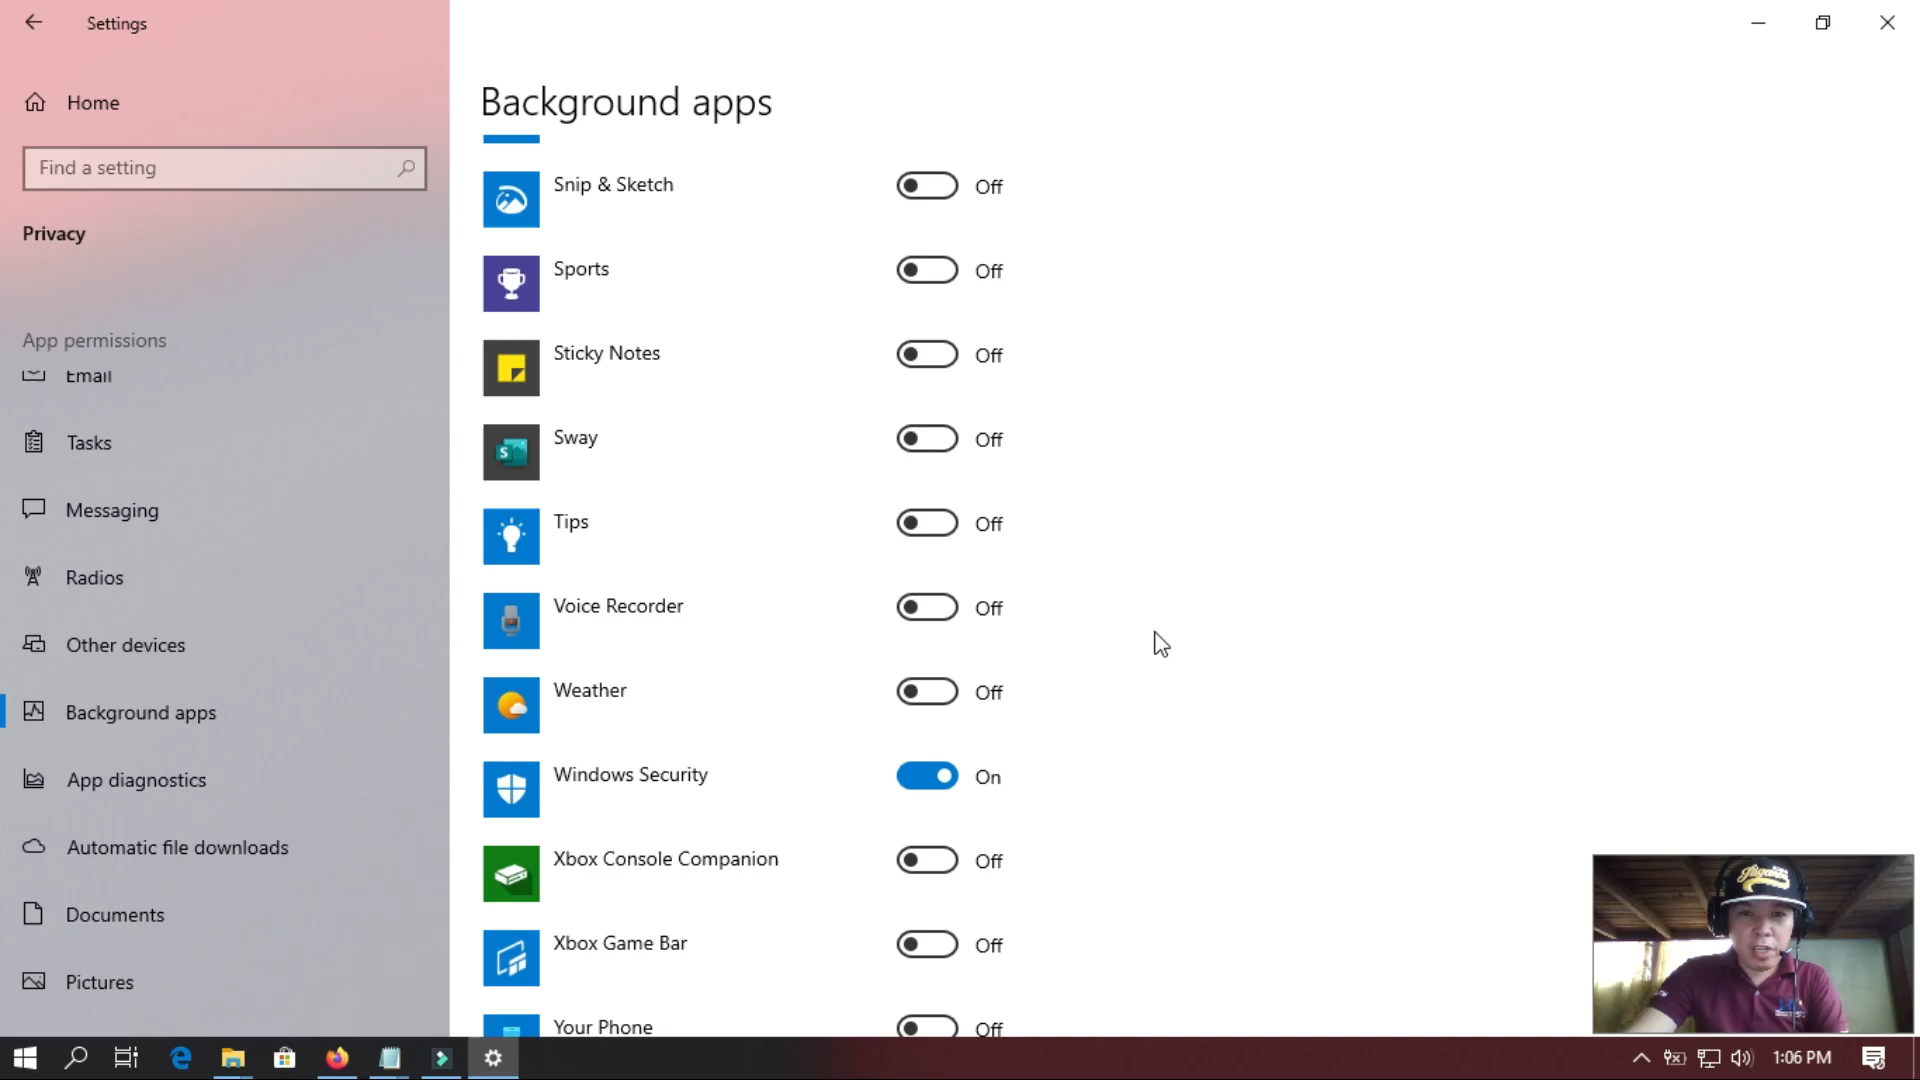 Settings
Home
Find a setting
Privacy
App permissions
Email
Tasks
Messaging
Radios
Other devices
Background apps
App diagnostics
Automatic file downloads
Documents
Pictures
Background apps
Snip & Sketch Off
Sports Off
Sticky Notes Off
Sway Off
S
Tips Off
Voice Recorder Off
Weather Off
Windows Security On
Xbox Console Companion Off
Xbox Game Bar Off
Your Phone Off
1:06 PM